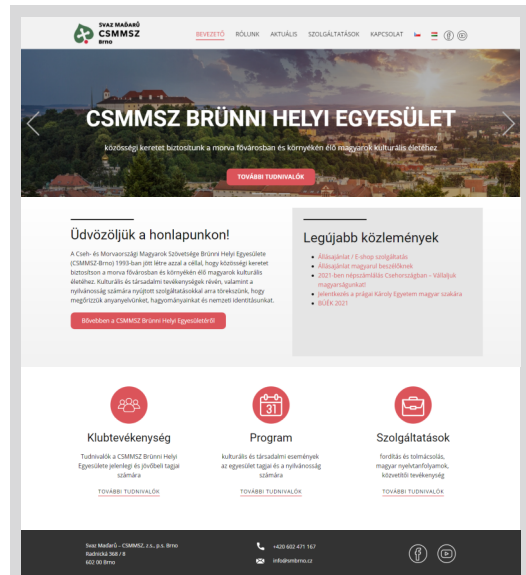 SVAZ MAĎARŮ
CSMMSZ
Brno
BEVEZETŐ RÓLUNK AKTUÁLIS SZOLGÁLTATÁSOK KAPCSOLAT
CSMMSZ BRÜNNI HELYI EGYESÜLET
közösségi keretet biztosítunk a morva fővárosban és környékén élő magyarok kulturális életéhez
TOVÁBBI TUDNIVALÓK
Üdvözöljük a honlapunkon!
A Cseh- és Morvaországi Magyarok Szövetsége Brünni Helyi Egyesülete
(CSMMSZ-Brno) 1993-ban jött létre azzal a céllal, hogy közösségi keretet
biztosítson a morva fővárosban és környékén élő magyarok kulturális
életéhez. Kulturális és társadalmi tevékenységek révén, valamint a
nyilvánosság számára nyújtott szolgáltatásokkal arra törekszünk, hogy
megőrizzük anyanyelvünket, hagyományainkat és nemzeti identitásunkat.
Bővebben a CSMMSZ Brünni Helyi Egyesületéről
Legújabb közlemények
Állásajánlat / E-shop szolgáltatás
Állásajánlat magyarul beszélőknek
2021-ben népszámlálás Csehországban – Vállaljuk
magyarságunkat!
Jelentkezés a prágai Károly Egyetem magyar szakára
BÚÉK 2021
Klubtevékenység
Tudnivalók a CSMMSZ Brünni Helyi
Egyesülete jelenlegi és jövőbeli tagjai
számára
TOVÁBBI TUDNIVALÓK
31
Program
kulturális és társadalmi események
az egyesület tagjai és a nyilvánosság
számára
TOVÁBBI TUDNIVALÓK
Szolgáltatások
fordítás és tolmácsolás,
magyar nyelvtanfolyamok,
közvetítői tevékenység
TOVÁBBI TUDNIVALÓK
Svaz Maďarů – CSMMSZ, z.s., p.s. Brno
Radnická 368 / 8
602 00 Brno
+420 602 471 167
info@smbrno.cz